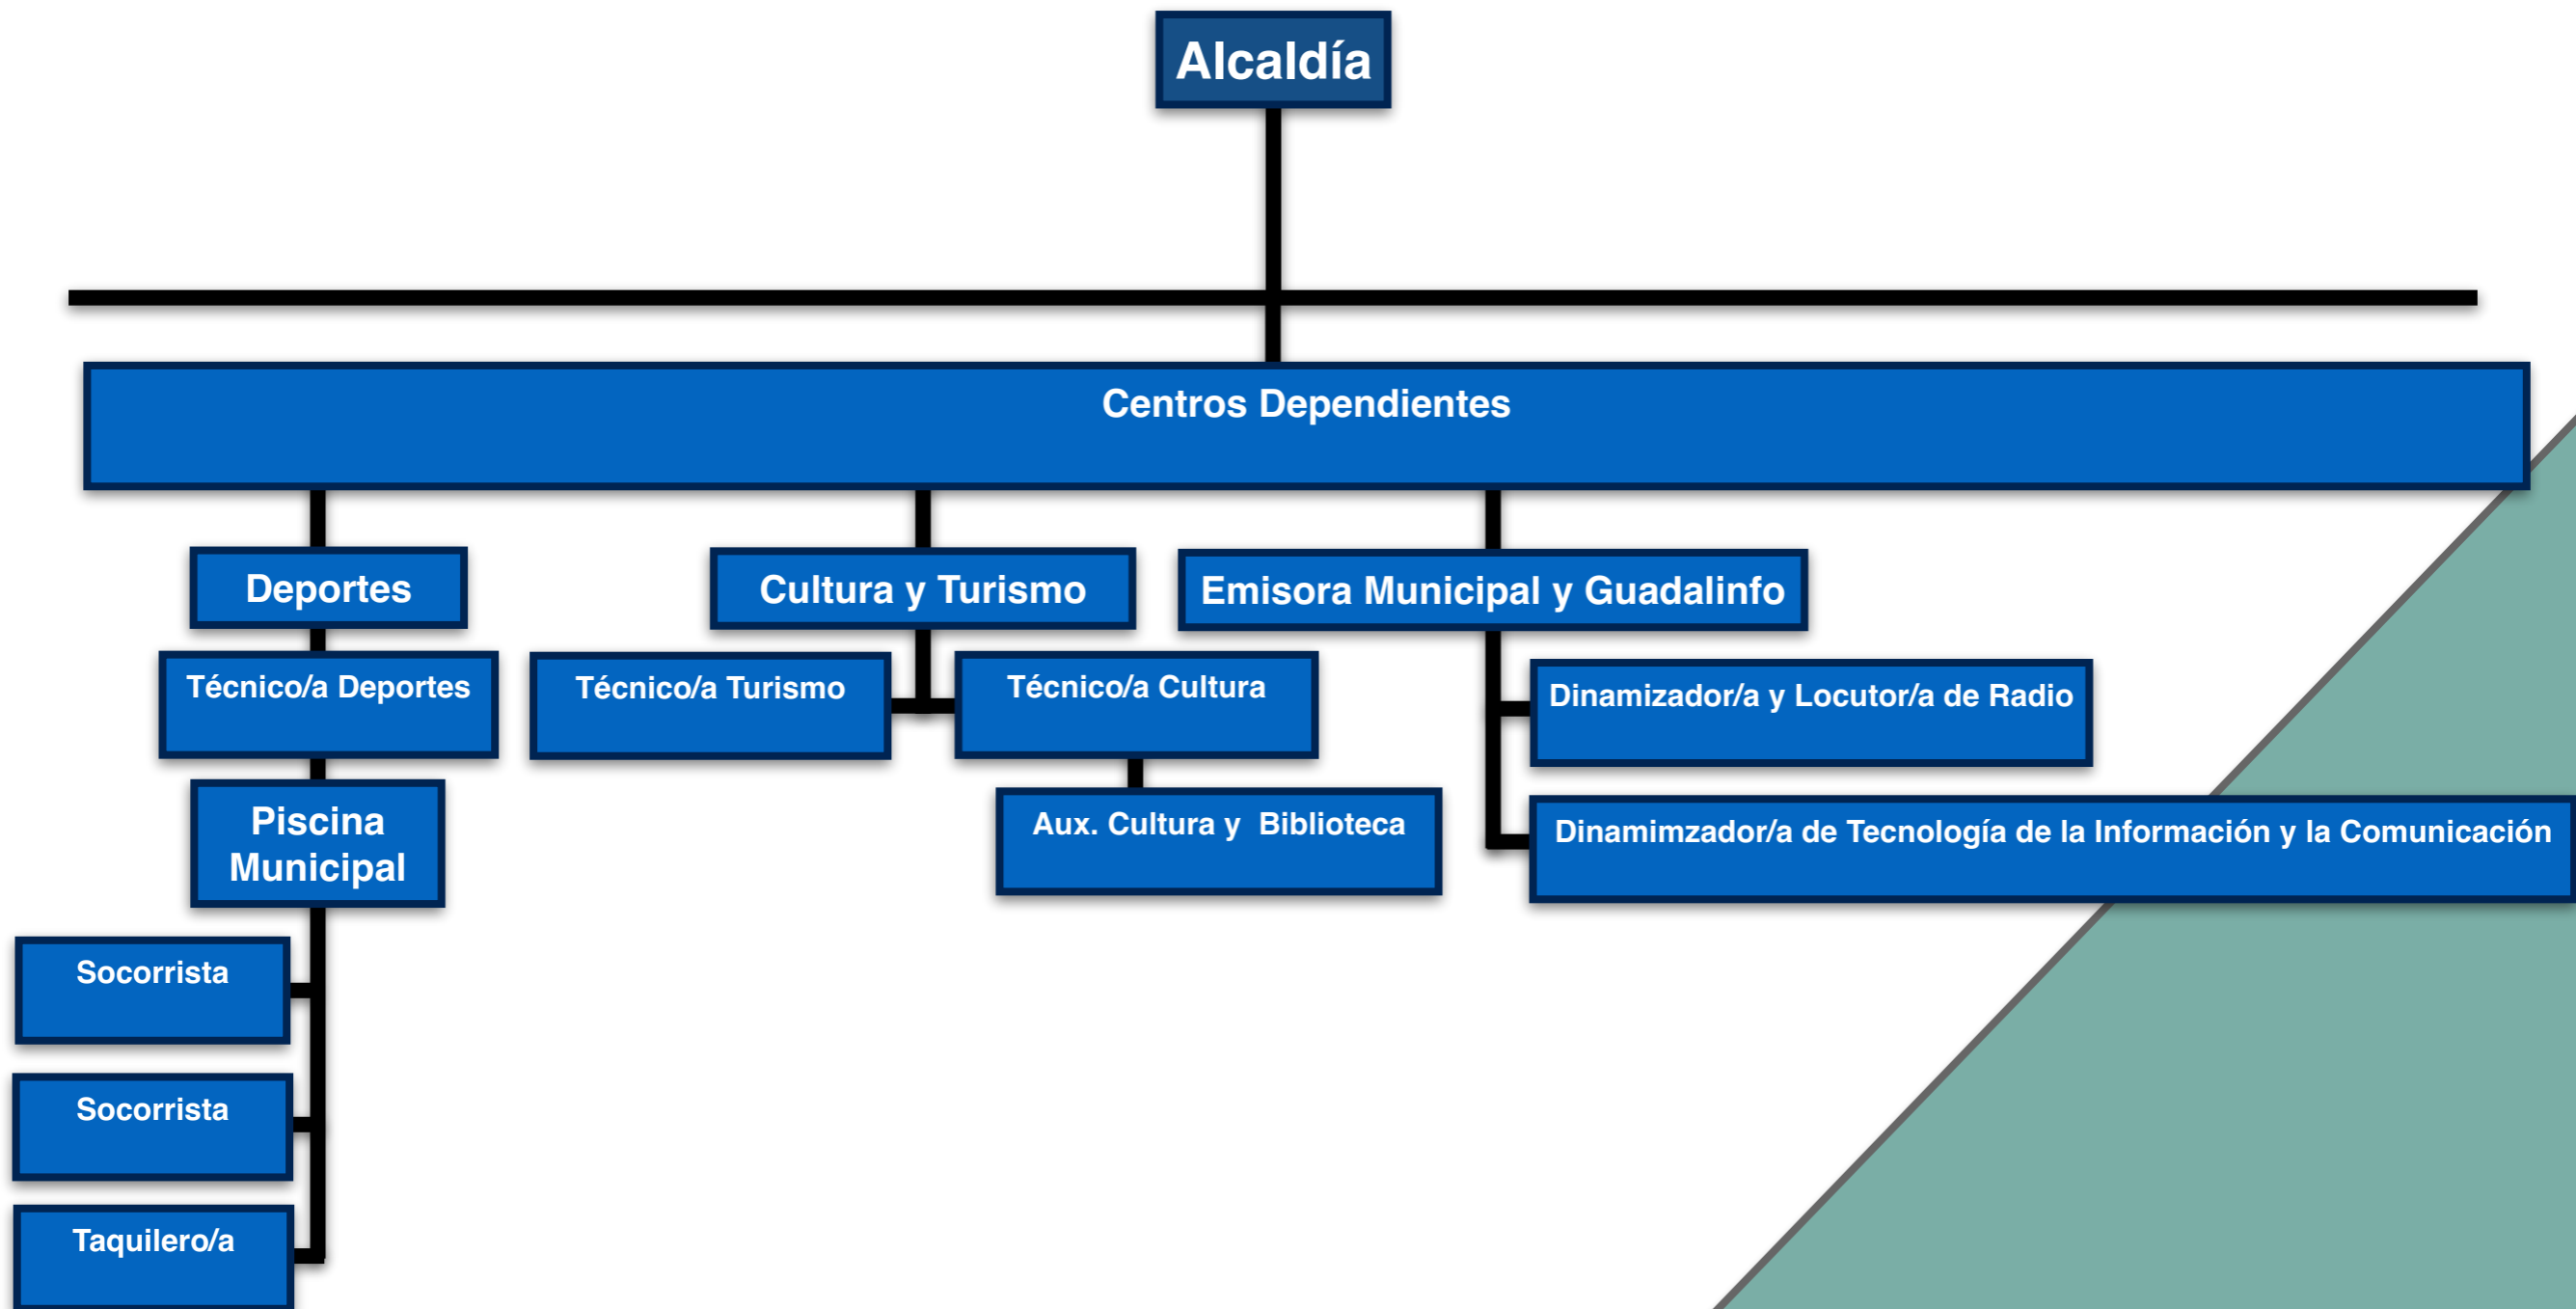 Alcaldía
Centros Dependientes
Deportes
Cultura y Turismo
Emisora Municipal y Guadalinfo
Técnico/a Deportes
Técnico/a Turismo
Técnico/a Cultura
Dinamizador/a y Locutor/a de Radio
Piscina
Municipal
Aux. Cultura y Biblioteca
Dinamimzador/a de Tecnología de la Información y la Comunicación
Socorrista
Socorrista
Taquilero/a